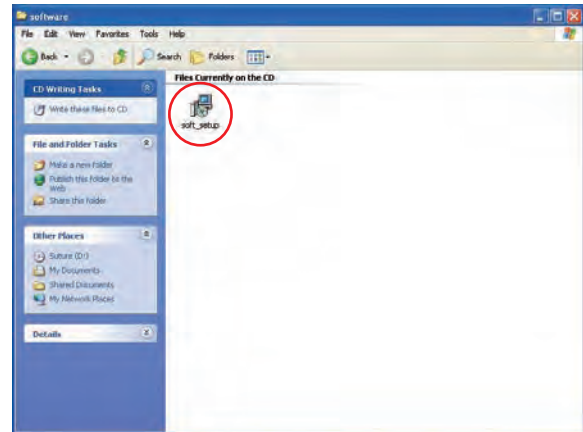 software
File Edit View Favorites Tools Help
Back Search Folders
Files Currently on the CD
CD Writing Tasks
Write these files to CD
soft_setup
File and Folder Tasks
Make a new folder
Publish this folder to the
web
Share this folder
Other Places
Suture (D:)
My Documents
Shared Documents
My Network Places
Details